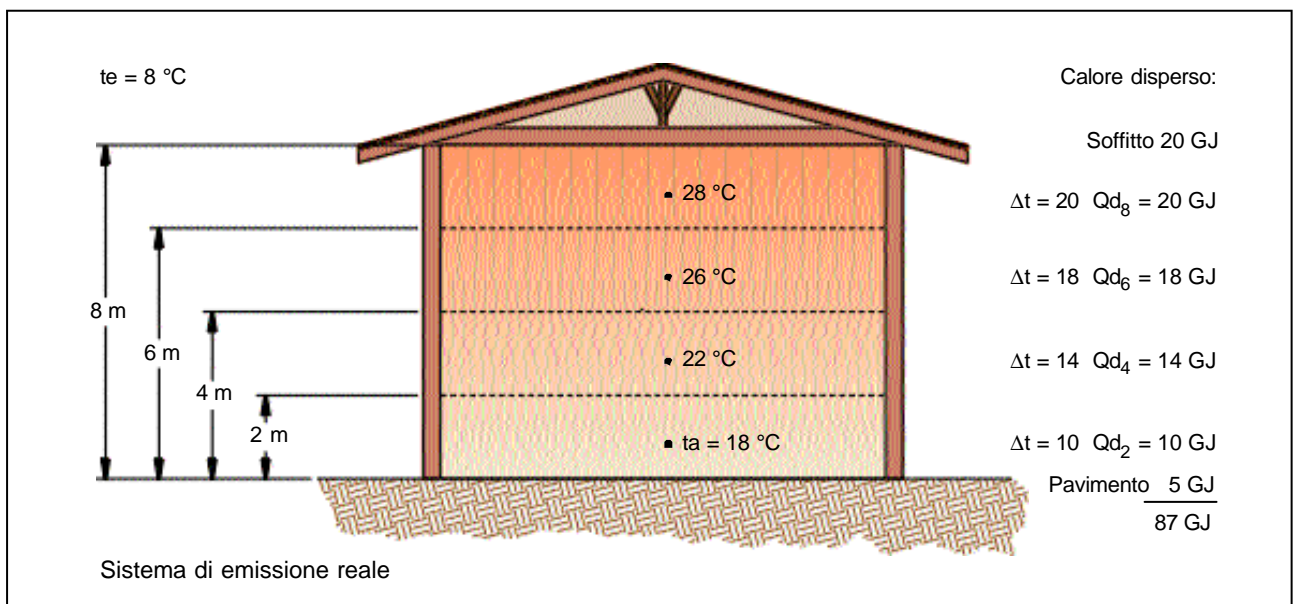 te = 8 °C
Calore disperso:
Soffitto 20 GJ
28 °C
Δt = 20 Qd8 = 20 GJ
26 °C
Δt = 18 Qd6 = 18 GJ
8 m
6 m
22 °C
Δt = 14 Qd4 = 14 GJ
4 m
2 m
ta = 18 °C
Δt = 10 Qd2 = 10 GJ
Pavimento 5 GJ
87 GJ
Sistema di emissione reale